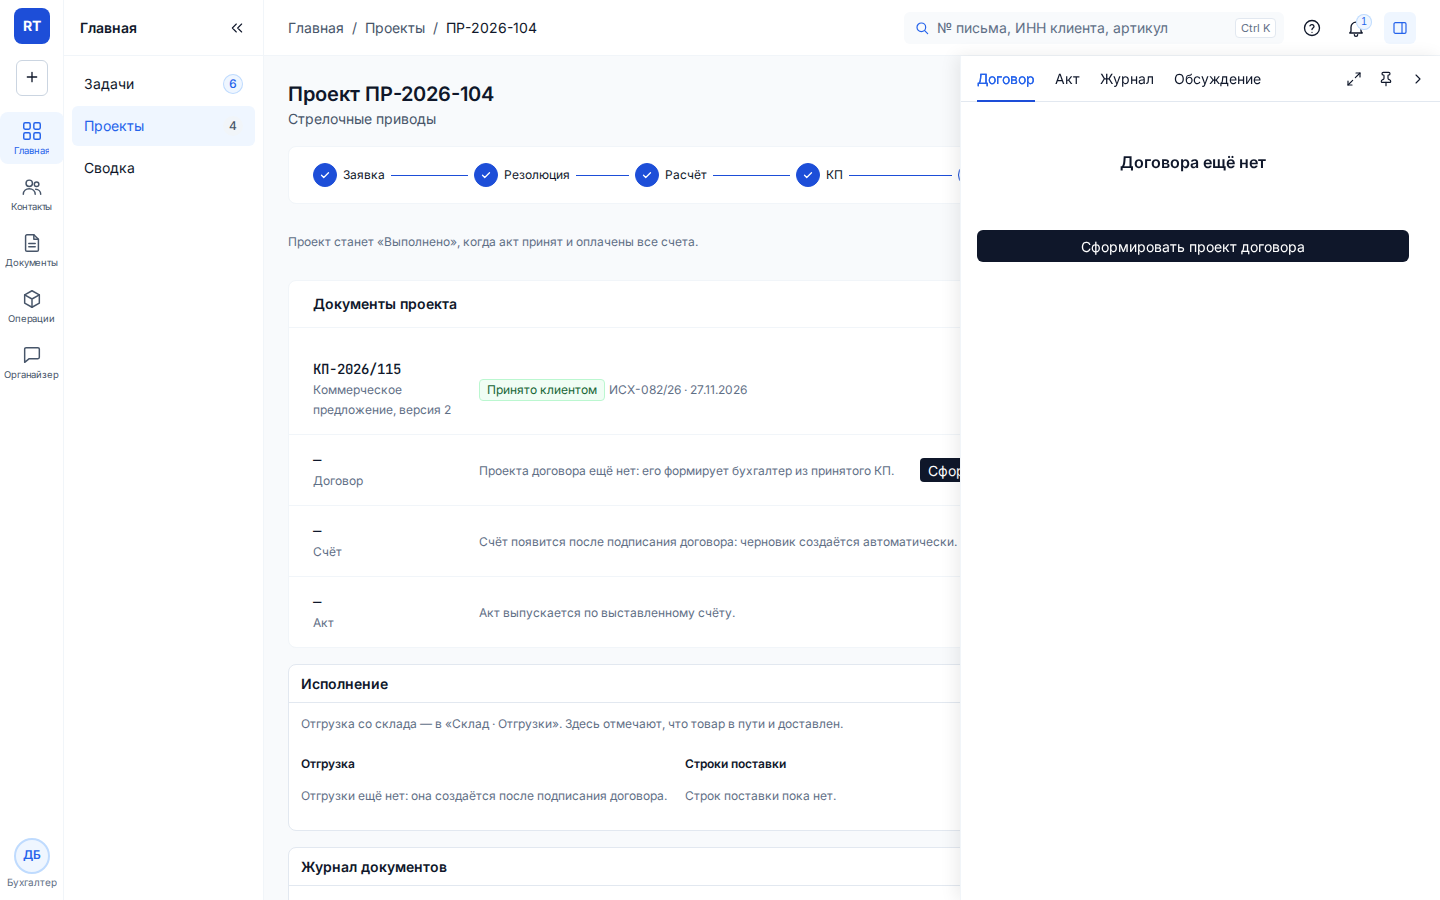 RT
Главная
Контакты
Документы
Операции
Органайзер
ДБ
Бухгалтер
Главная
Задачи 6
Проекты 4
Сводка
Главная / Проекты / ПР-2026-104
№ письма, ИНН клиента, артикул Ctrl K
1
Проект ПР-2026-104
Стрелочные приводы
Заявка Резолюция Расчёт КП
Проект станет «Выполнено», когда акт принят и оплачены все счета.
Документы проекта
КП-2026/115
Коммерческое
предложение, версия 2
Принято клиентом ИСХ-082/26 · 27.11.2026
—
Договор
Проекта договора ещё нет: его формирует бухгалтер из принятого КП.
Сфор
—
Счёт
Счёт появится после подписания договора: черновик создаётся автоматически.
—
Акт
Акт выпускается по выставленному счёту.
Исполнение
Отгрузка со склада — в «Склад · Отгрузки». Здесь отмечают, что товар в пути и доставлен.
Отгрузка
Отгрузки ещё нет: она создаётся после подписания договора.
Строки поставки
Строк поставки пока нет.
Журнал документов
Договор Акт Журнал Обсуждение
Договора ещё нет
Сформировать проект договора